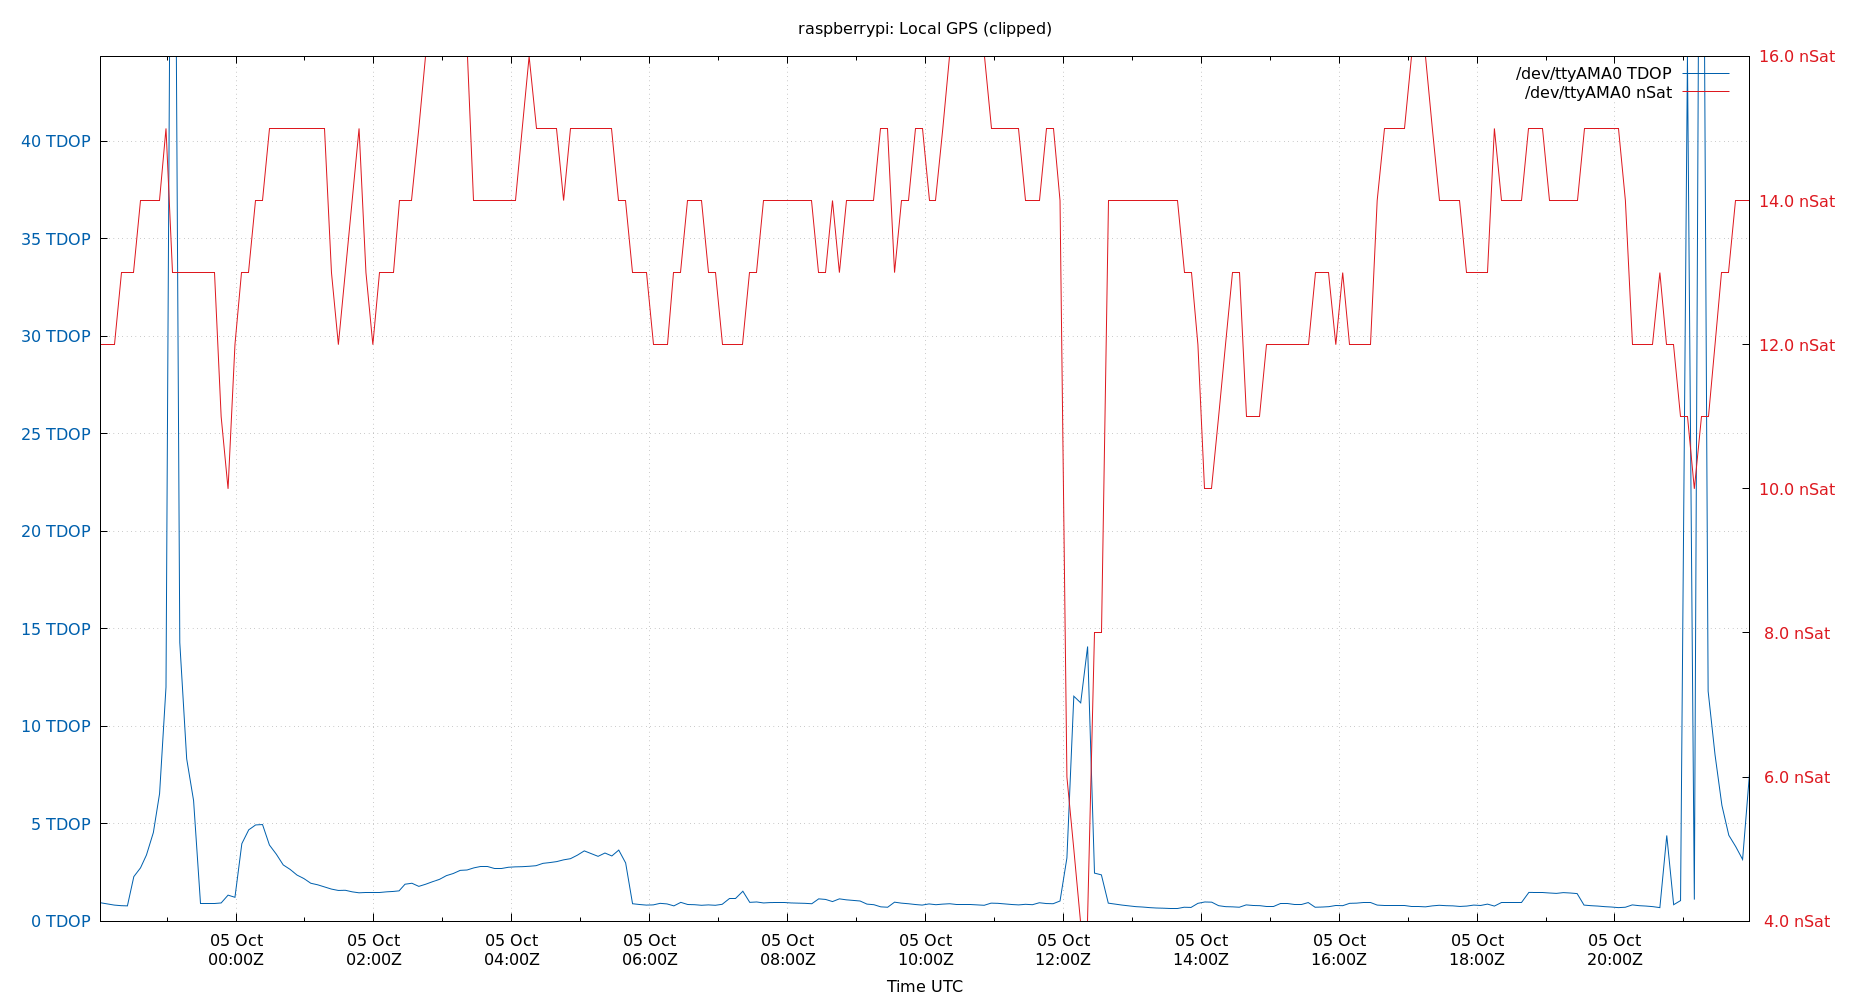 raspberrypi: Local GPS (clipped)
16.0 nSat
/dev/ttyAMA0 TDOP
/dev/ttyAMA0 nSat
40 TDOP
14.0 nSat
35 TDOP
30 TDOP
12.0 nSat
25 TDOP
10.0 nSat
20 TDOP
15 TDOP
8.0 nSat
10 TDOP
6.0 nSat
5 TDOP
0 TDOP
4.0 nSat
05 Oct 05 Oct 05 Oct 05 Oct 05 Oct 05 Oct 05 Oct 05 Oct 05 Oct 05 Oct 05 Oct
00:00Z 02:00Z 04:00Z 06:00Z 08:00Z 10:00Z 12:00Z 14:00Z 16:00Z 18:00Z 20:00Z
Time UTC